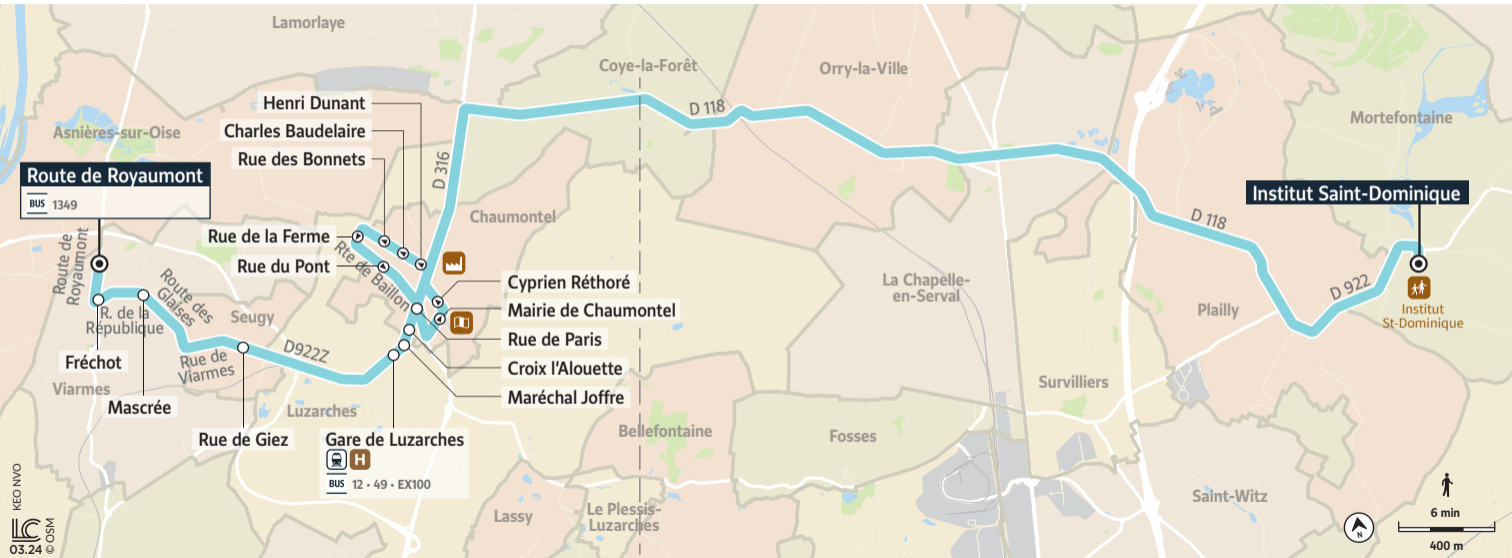 Lamorlaye
Coye-la-Forêt
Orry-la-Ville
Mortefontaine
Asnières-sur-Oise
Henri Dunant
Charles Baudelaire
Rue des Bonnets
D 118
D 316
Route de Royaumont
BUS 1349
Institut Saint-Dominique
Chaumontel
Rue de la Ferme
Rue du Pont
Rte de Baillon
D 118
Route de
Royaumont
Route des
Glaises
R. de la
République
Seugy
Cyprien Réthoré
Mairie de Chaumontel
Rue de Paris
Croix l'Alouette
Maréchal Joffre
La Chapelle-
en-Serval
D 922
Plailly
Institut
St-Dominique
Fréchot
Rue de
Viarmes
D922Z
Viarmes
Mascrée
Luzarches
Survilliers
Rue de Giez
Gare de Luzarches
H
BUS 12 • 49 • EX100
Bellefontaine
Fosses
Lassy
Le Plessis-
Luzarches
Saint-Witz
KEO NVO
LC
03.24 © OSM
N
6 min
400 m